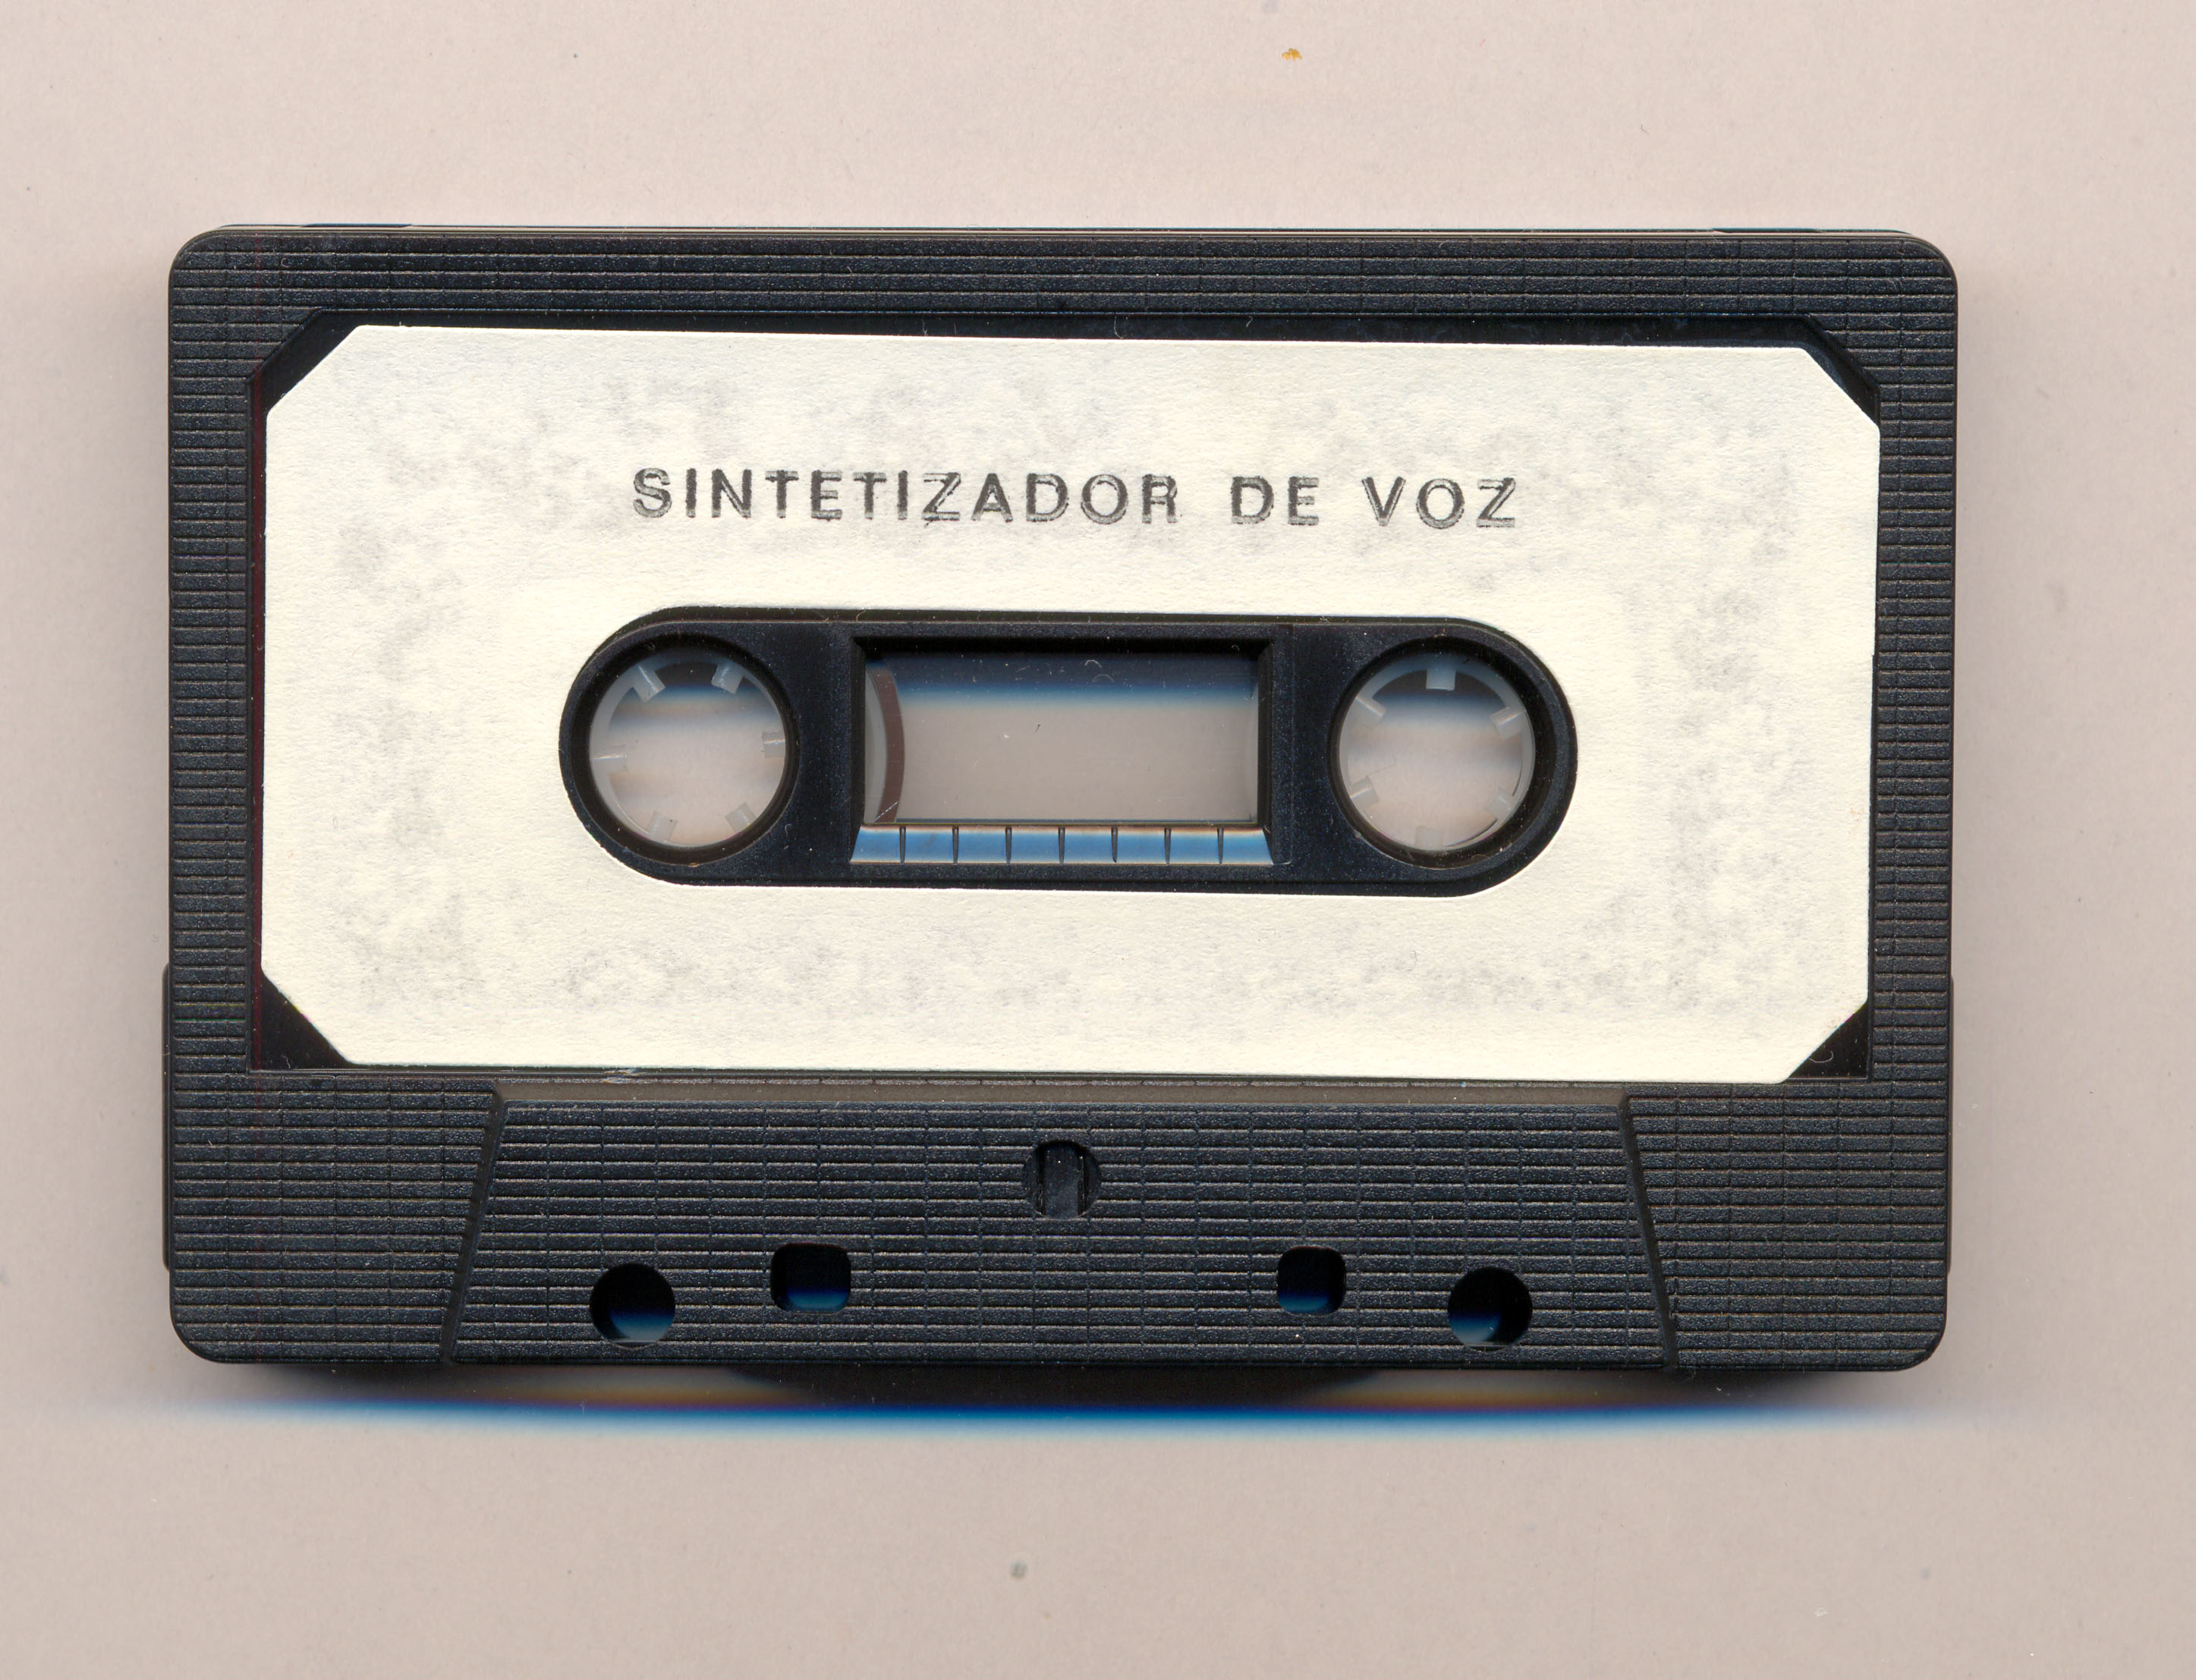 SINTETIZADOR DE VOZ